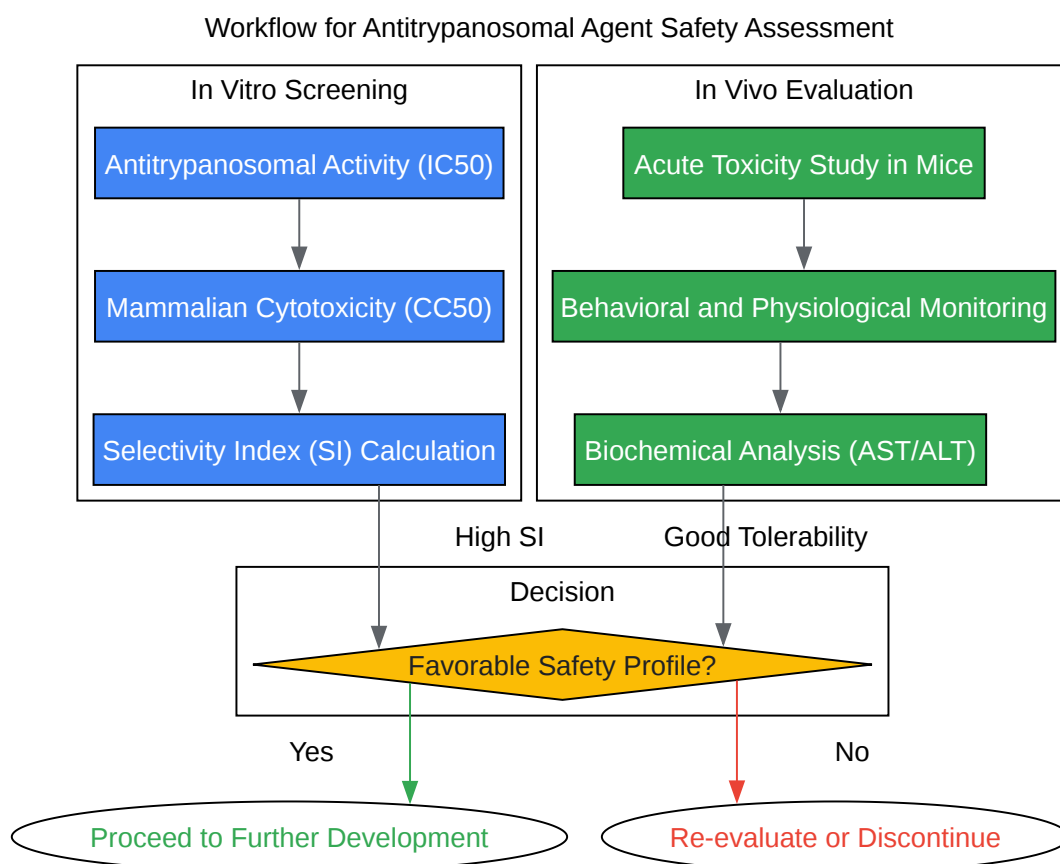 Workflow for Antitrypanosomal Agent Safety Assessment
In Vitro Screening
Antitrypanosomal Activity (IC50)
Mammalian Cytotoxicity (CC50)
Selectivity Index (SI) Calculation
In Vivo Evaluation
Acute Toxicity Study in Mice
Behavioral and Physiological Monitoring
Biochemical Analysis (AST/ALT)
High SI
Good Tolerability
Decision
Favorable Safety Profile?
Yes
No
Proceed to Further Development
Re-evaluate or Discontinue